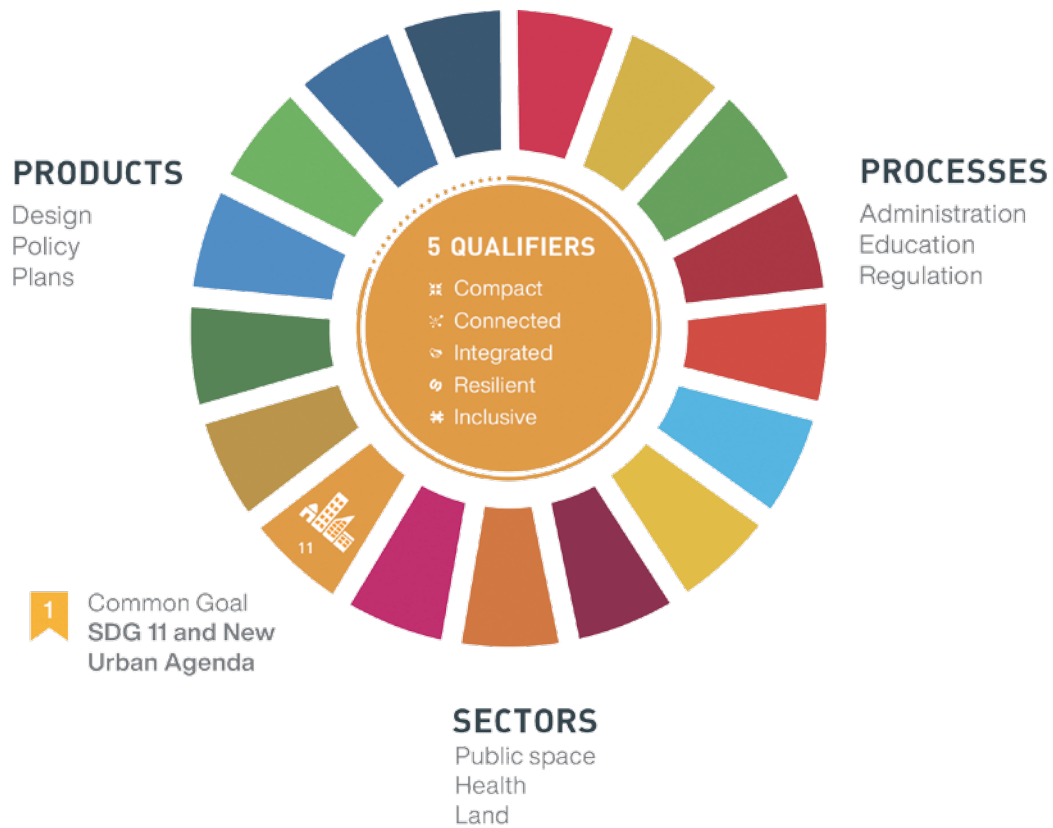 PRODUCTS
Design
Policy
Plans
5 QUALIFIERS
Compact
Connected
Integrated
Resilient
Inclusive
PROCESSES
Administration
Education
Regulation
11
1
Common Goal
SDG 11 and New
Urban Agenda
SECTORS
Public space
Health
Land